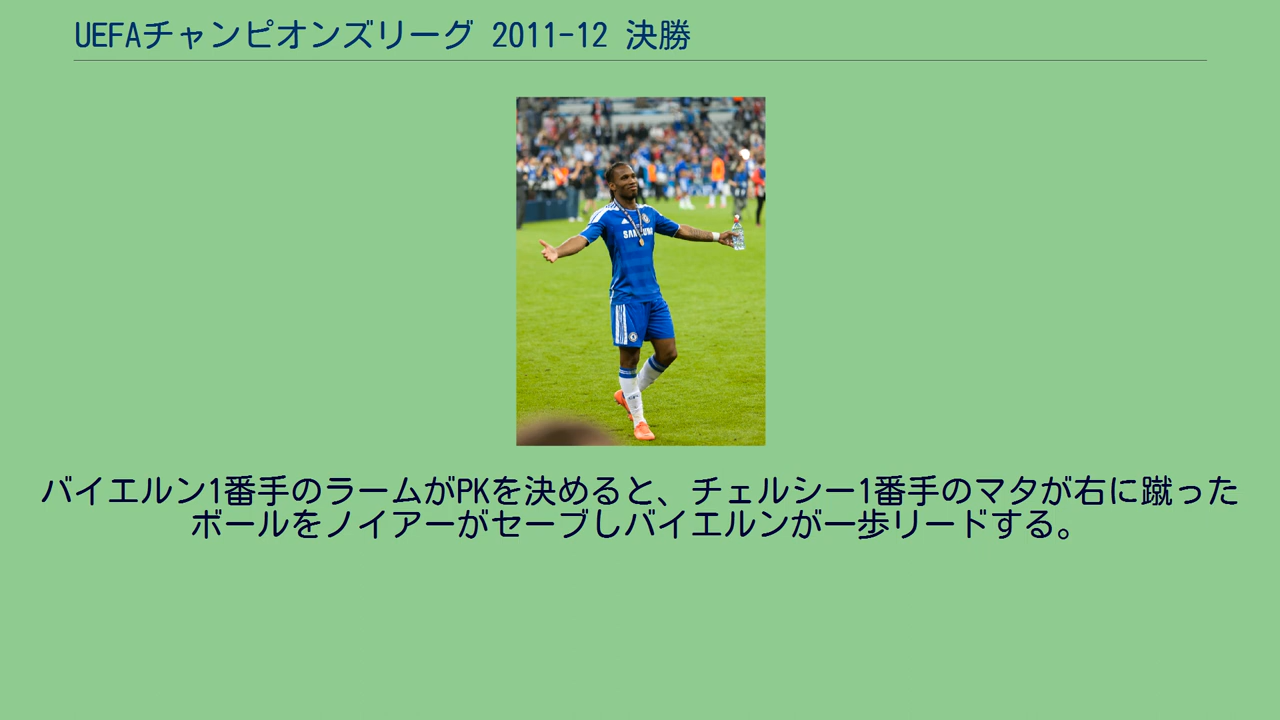 UEFAチャンピオンズリーグ 2011-12 決勝
SAMSUNG
バイエルン1番手のラームがPKを決めると、チェルシー1番手のマタが右に蹴った
ボールをノイアーがセーブしバイエルンが一歩リードする。